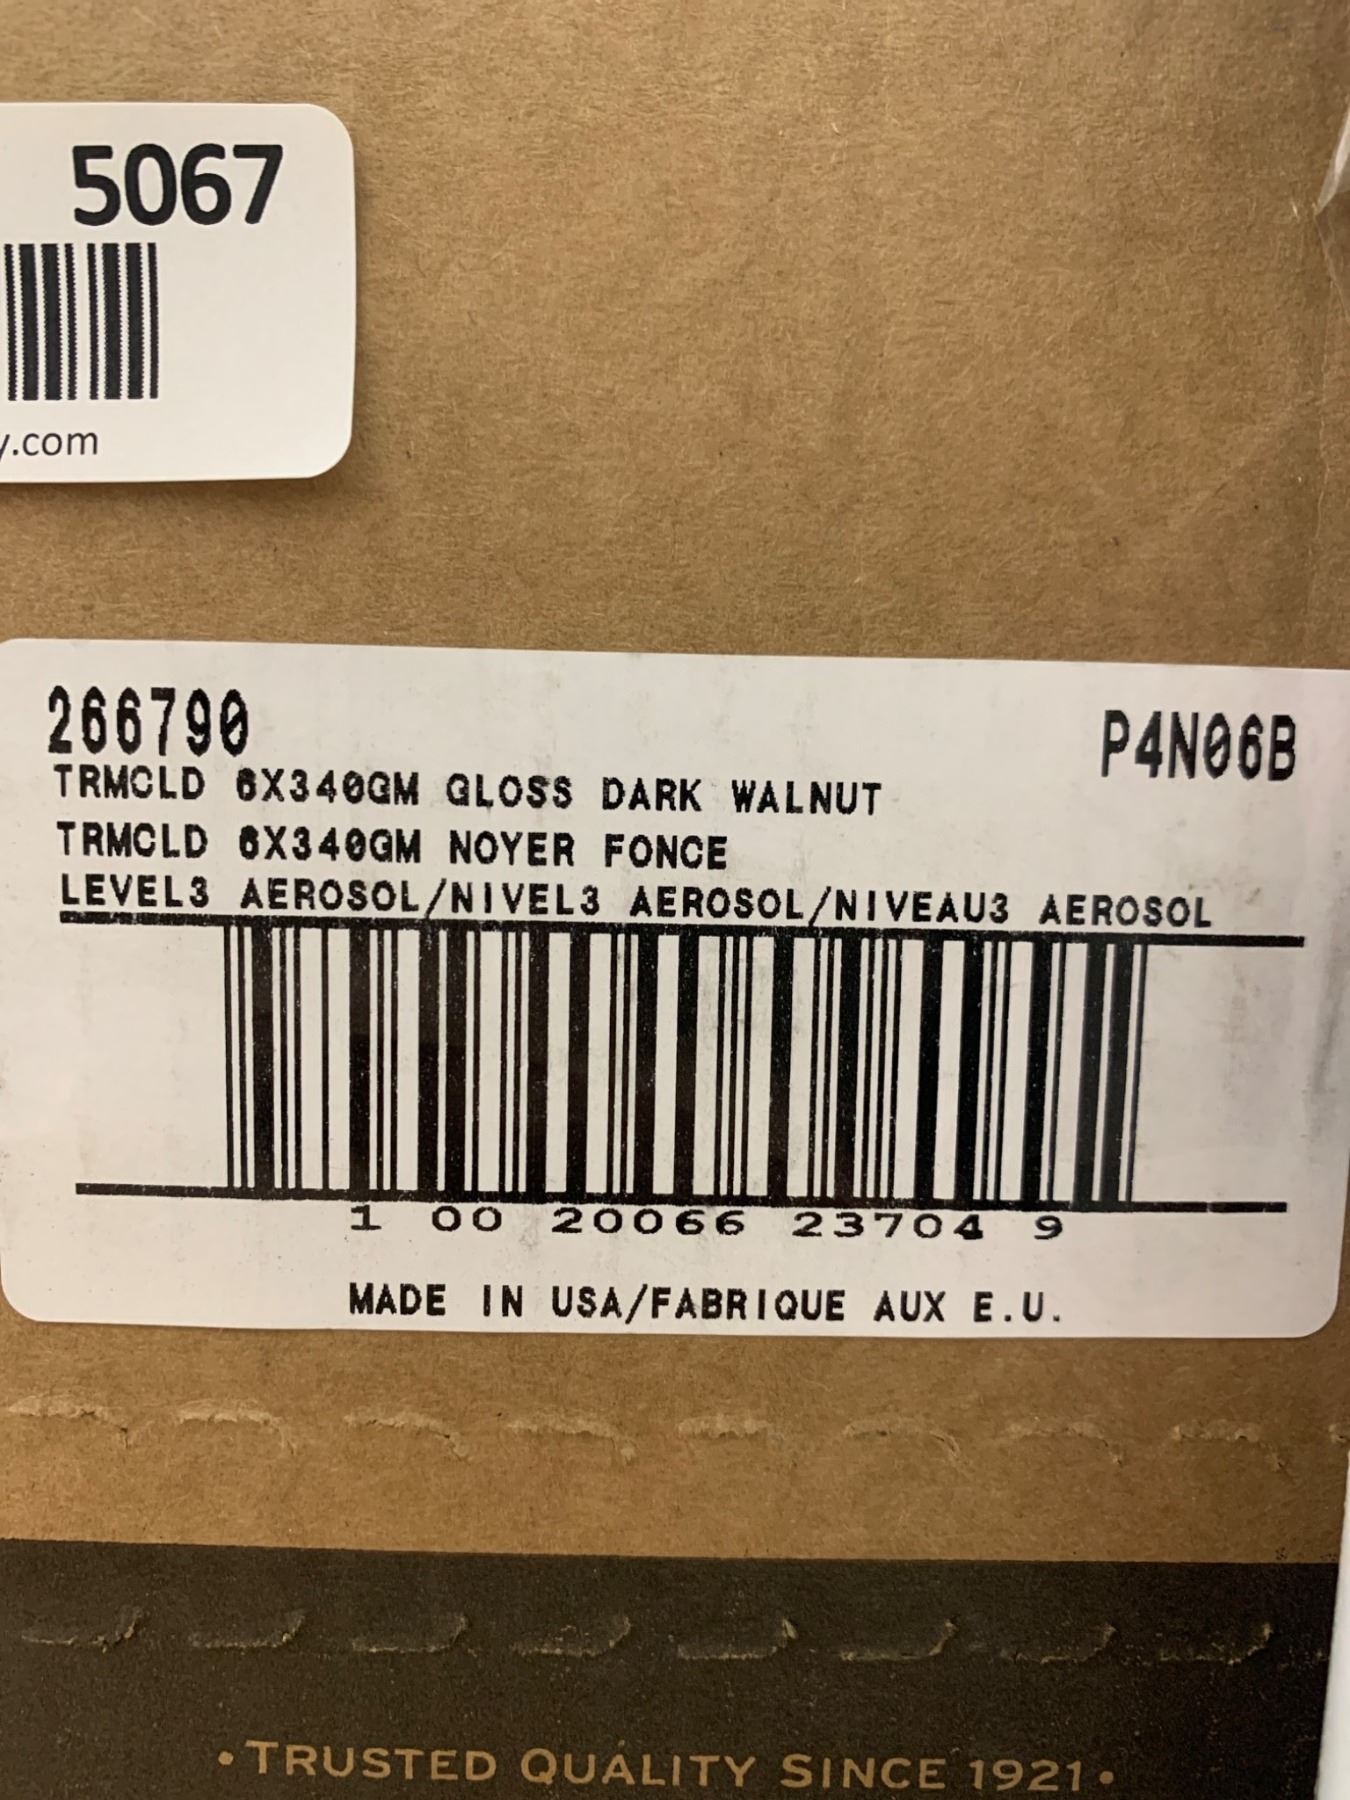 5067
y.com
266790
P4N06B
TRMCLD 6X340GM GLOSS DARK WALNUT
TRMCLD 6X340GM NOYER FONCE
LEVEL3 AEROSOL/NIVEL3 AEROSOL/NIVEAU3 AEROSOL
1 00 20066 23704 9
MADE IN USA/FABRIQUE AUX E.U.
•TRUSTED QUALITY SINCE 1921•